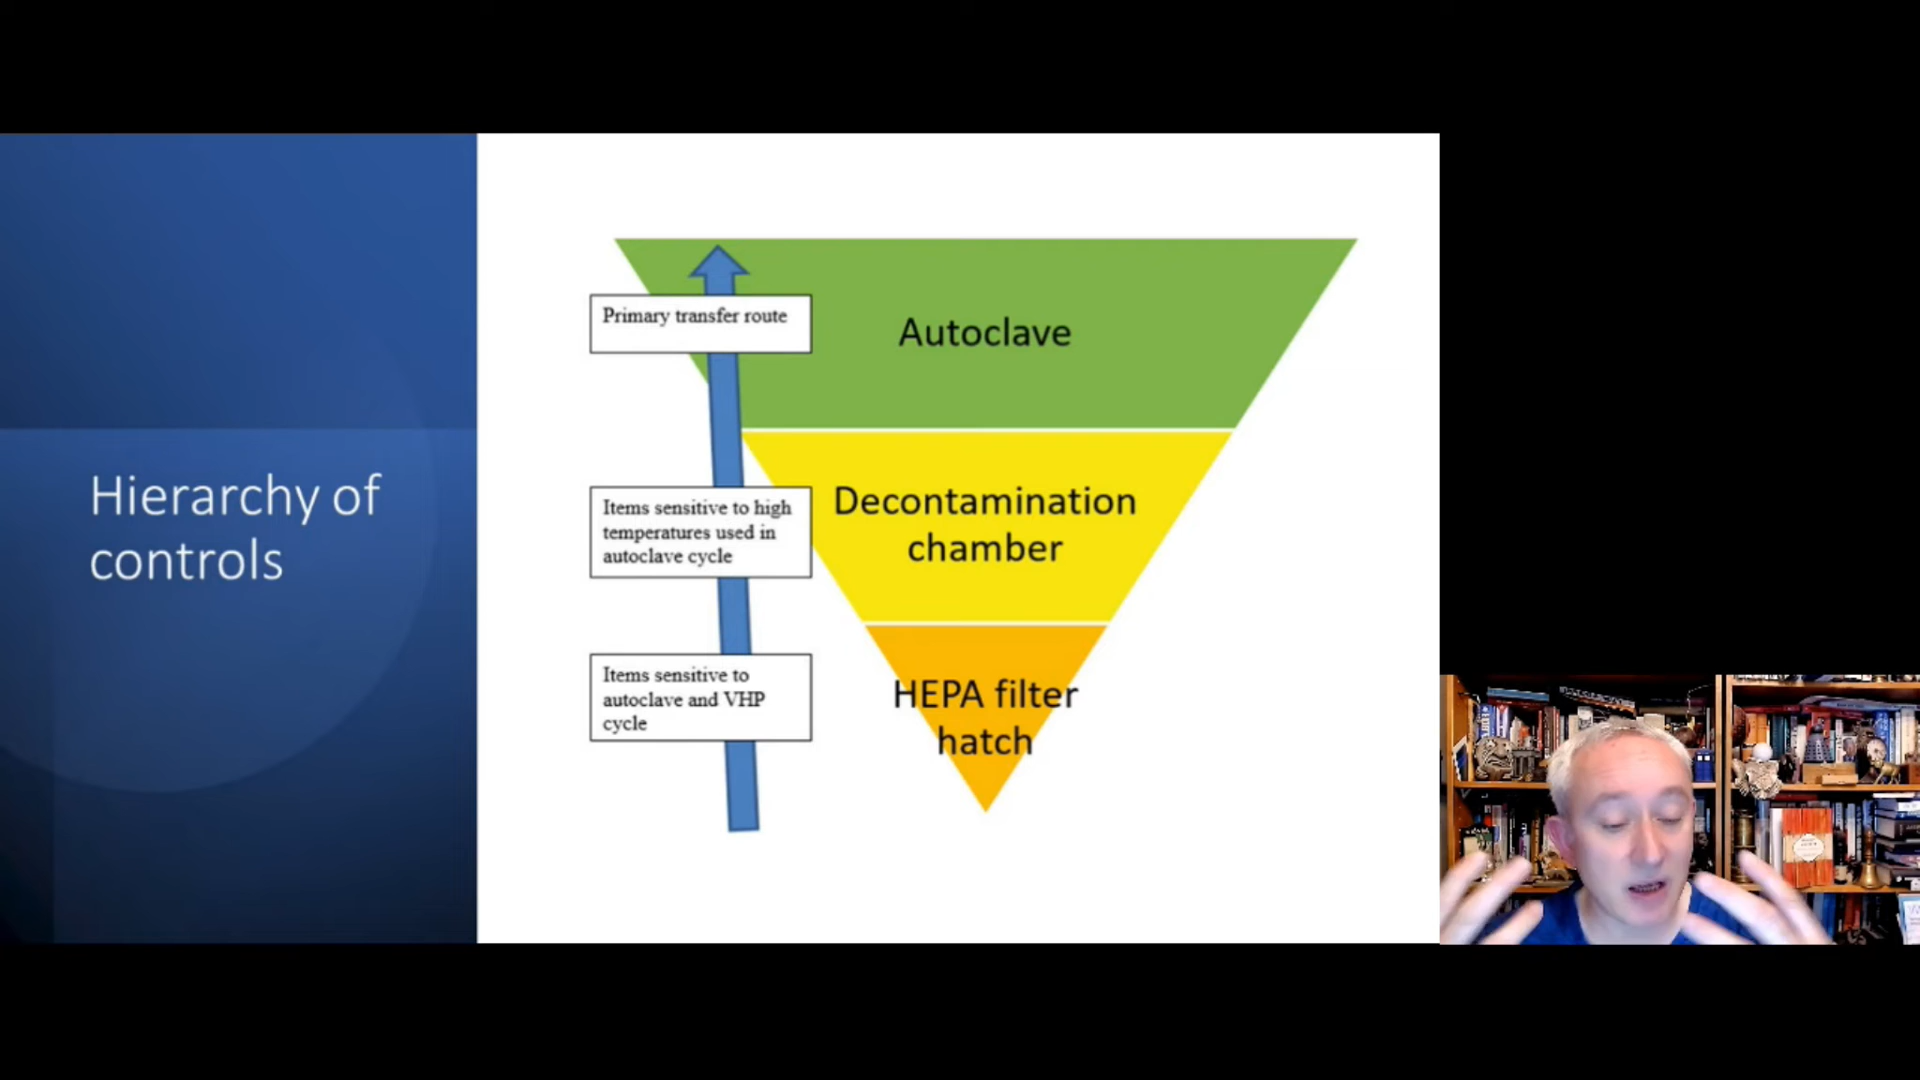 Hierarchy of
controls
Primary transfer route
Autoclave
Items sensitive to high
temperatures used in
autoclave cycle
Decontamination
chamber
Items sensitive to
autoclave and VHP
cycle
HEPA filter
hatch